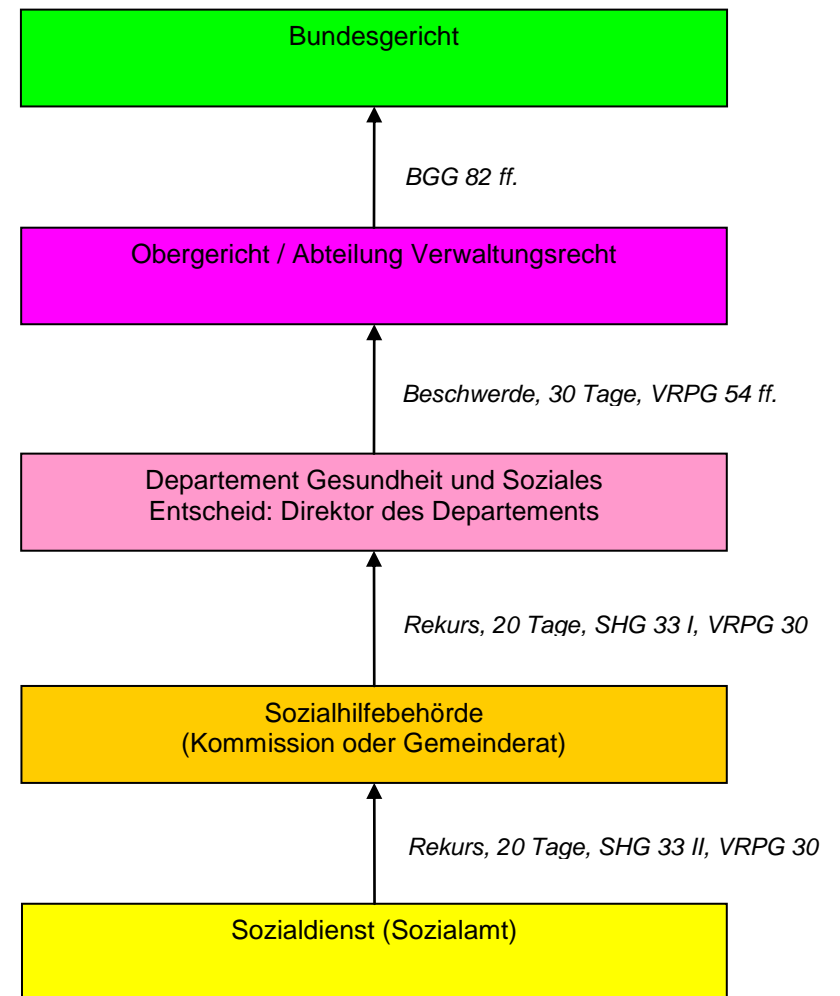 Bundesgericht
BGG 82 ff.
Obergericht / Abteilung Verwaltungsrecht
Beschwerde, 30 Tage, VRPG 54 ff.
Departement Gesundheit und Soziales
Entscheid: Direktor des Departements
Rekurs, 20 Tage, SHG 33 I, VRPG 30
Sozialhilfebehörde
(Kommission oder Gemeinderat)
Rekurs, 20 Tage, SHG 33 II, VRPG 30
Sozialdienst (Sozialamt)